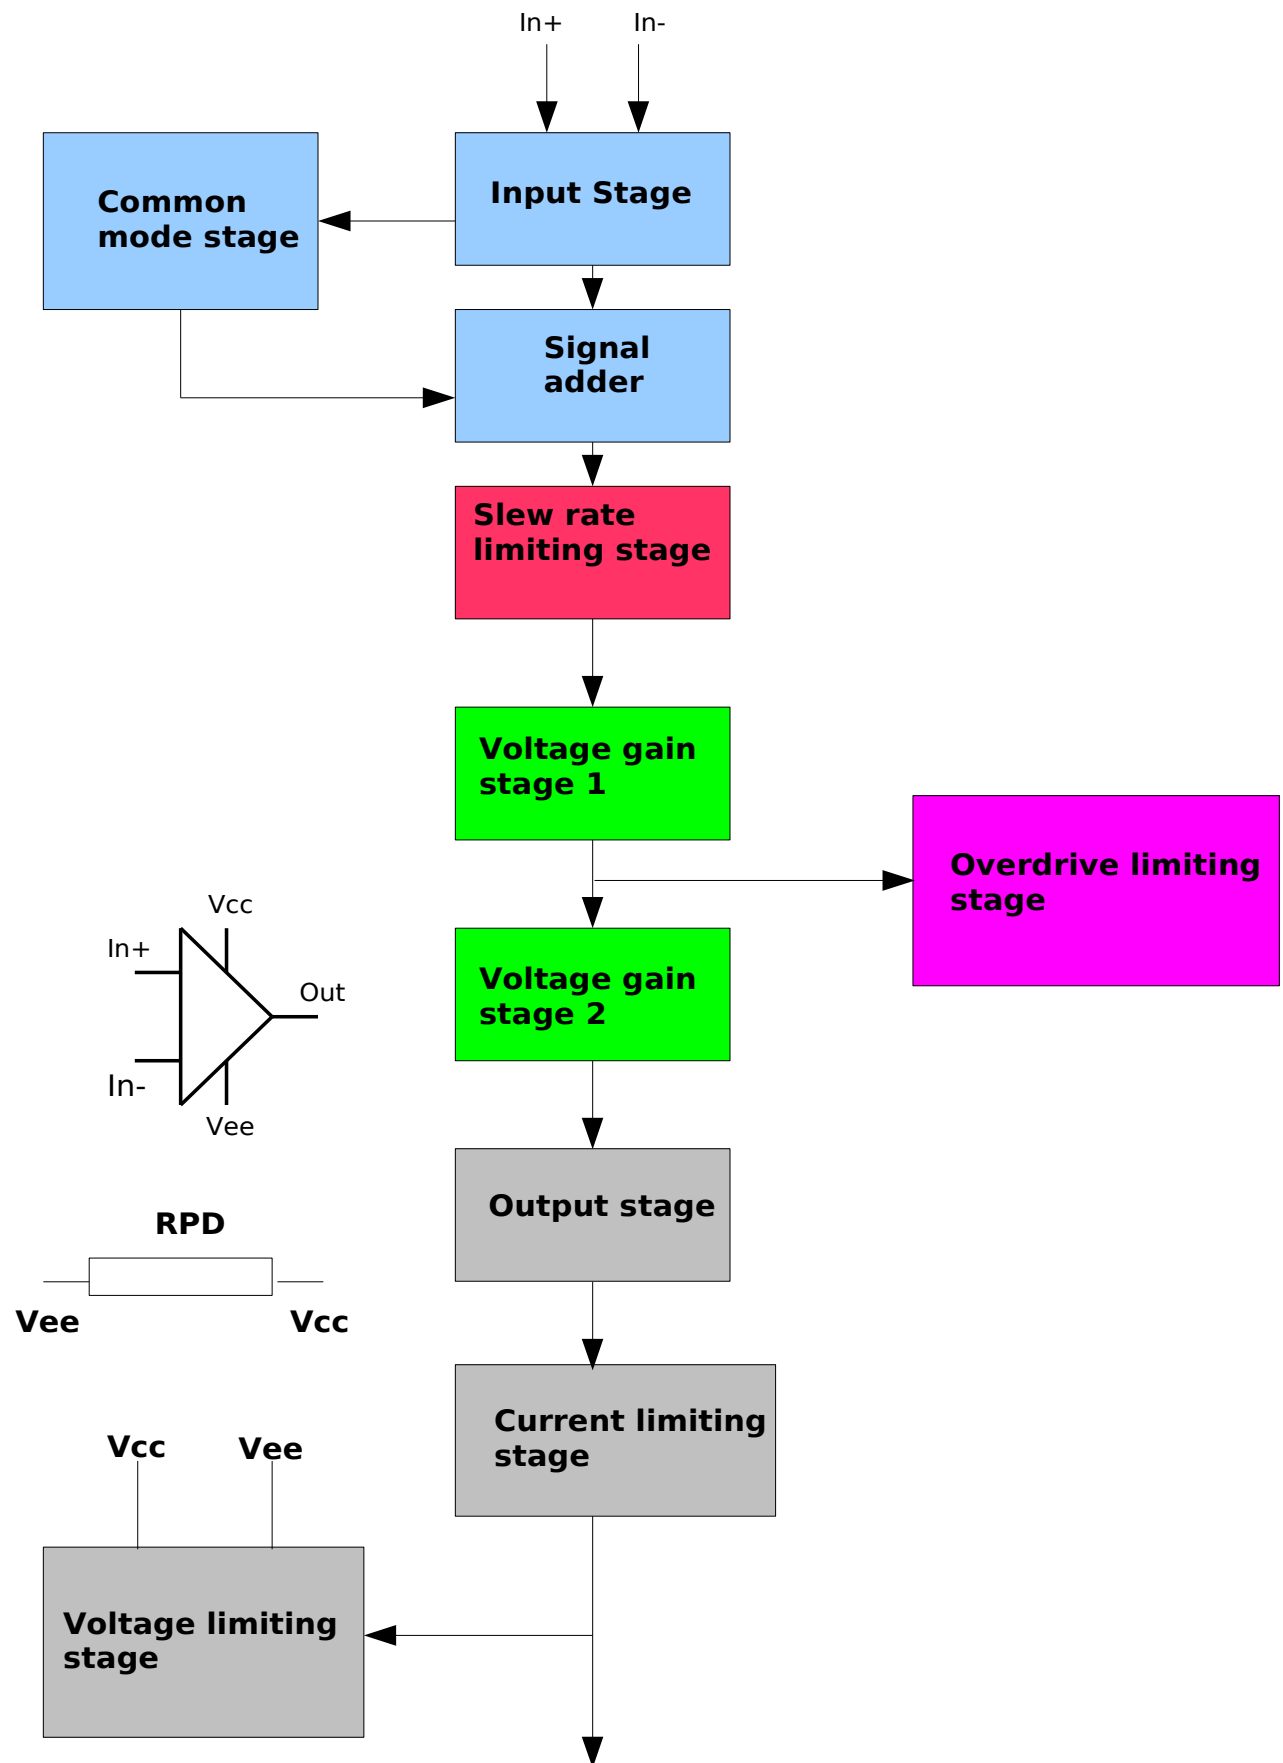 In+
In-
Common
mode stage
Input Stage
Signal
adder
Slew rate
limiting stage
Voltage gain
stage 1
Overdrive limiting
stage
Vcc
In+
Out
In-
Vee
Voltage gain
stage 2
Output stage
RPD
Vee
Vcc
Current limiting
stage
Vcc
Vee
Voltage limiting
stage